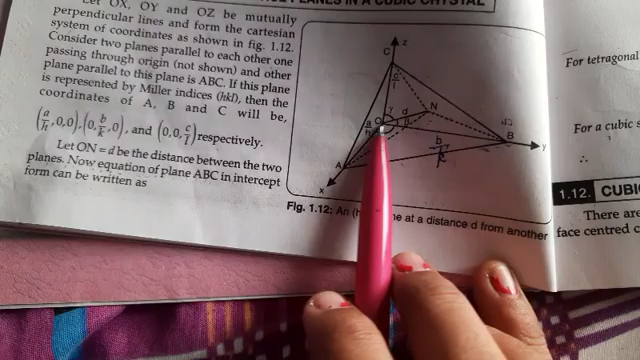 PLANES IN A CUBIC CRYSTAL
Let OX, OY and OZ be mutually
perpendicular lines and form the cartesian
system of coordinates as shown in fig. 1.12.
Consider two planes parallel to each other one
passing through origin (not shown) and other
plane parallel to this plane is ABC. If this plane
is represented by Miller indices (hkl), then the
coordinates of A, B and C will be,
(a/h,0,0),(0,b/k,0), and (0,0,c/l) respectively.
Let ON = d be the distance between the two
planes. Now equation of plane ABC in intercept
form can be written as
C
z
c
l
γ
d
N
a
O
h
B
y
b
A
x
Fig. 1.12: An (h ne at a distance d from another
For tetragonal
For a cubic s
∴
1.12. CUBIC
There are
face centred c